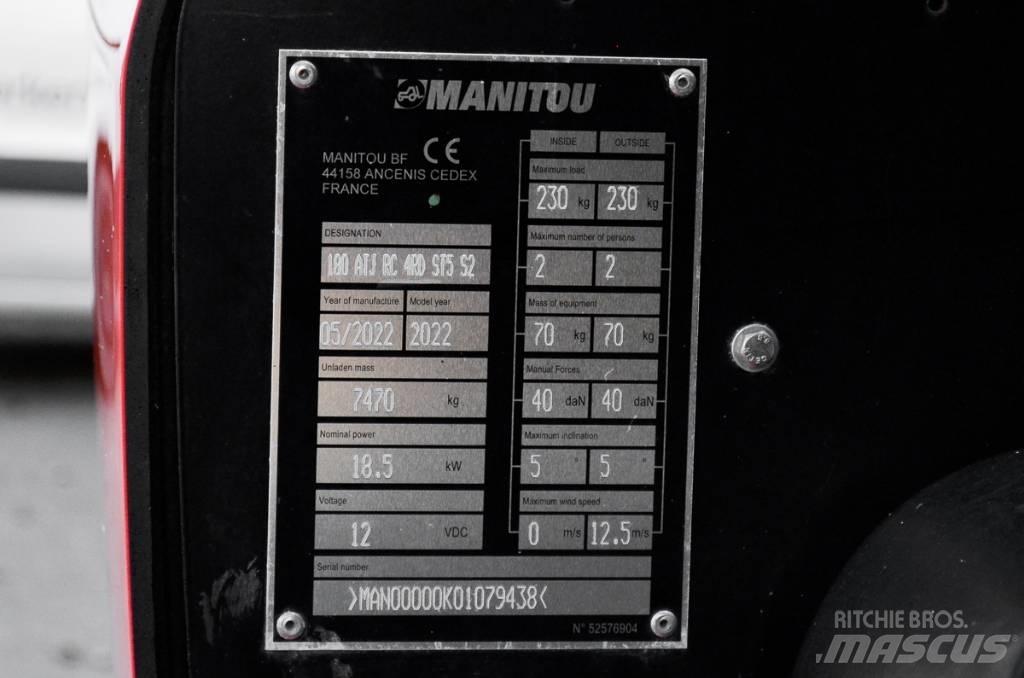 MANITOU
MANITOU BF CE
44158 ANCENIS CEDEX
FRANCE
DESIGNATION
180 ATJ RC 4RD ST5 S2
Year of manufacture Model year
05/2022 2022
Unladen mass
7470 kg
Nominal power
18.5 kW
Voltage
12 VDC
INSIDE OUTSIDE
Maximum load
230 kg 230 kg
Maximum number of persons
2 2
Mass of equipment
70 kg 70 kg
Manual Forces
40 daN 40 daN
Maximum inclination
5 ° 5 °
Maximum wind speed
0 m/s 12.5 m/s
Serial number
>MAN00000K01079438<
N° 52576904
RITCHIE BROS.
MASCUS